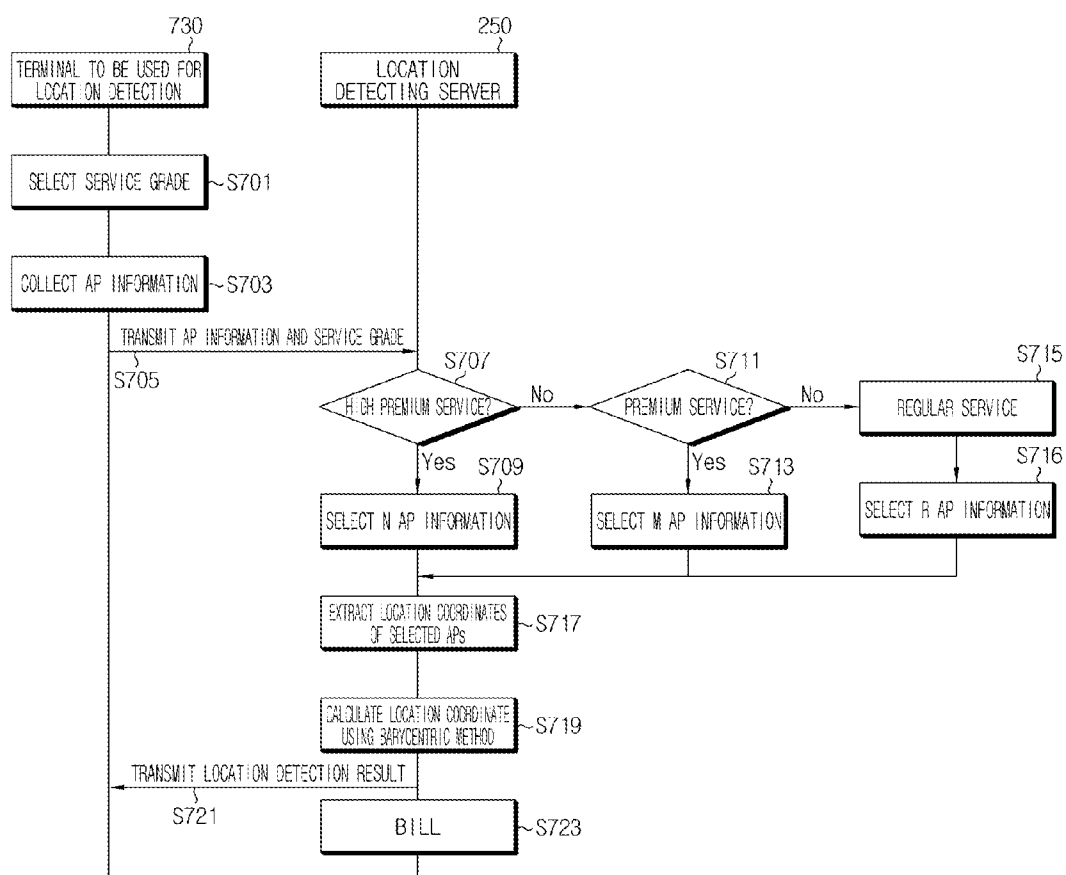 730
250
TERMINAL TO BE USED FOR
LOCATION DETECTION
LOCATION
DETECTING SERVER
SELECT SERVICE GRADE
S701
COLLECT AP INFORMATION
S703
TRANSMIT AP INFORMATION AND SERVICE GRADE
S705
S707
HIGH PREMIUM SERVICE?
No
S711
PREMIUM SERVICE?
No
S715
REGULAR SERVICE
Yes
S709
SELECT N AP INFORMATION
Yes
S713
SELECT M AP INFORMATION
S716
SELECT R AP INFORMATION
EXTRACT LOCATION COORDINATES
OF SELECTED APs
S717
CALCULATE LOCATION COORDINATE
USING BARYCENTRIC METHOD
S719
TRANSMIT LOCATION DETECTION RESULT
S721
BILL
S723